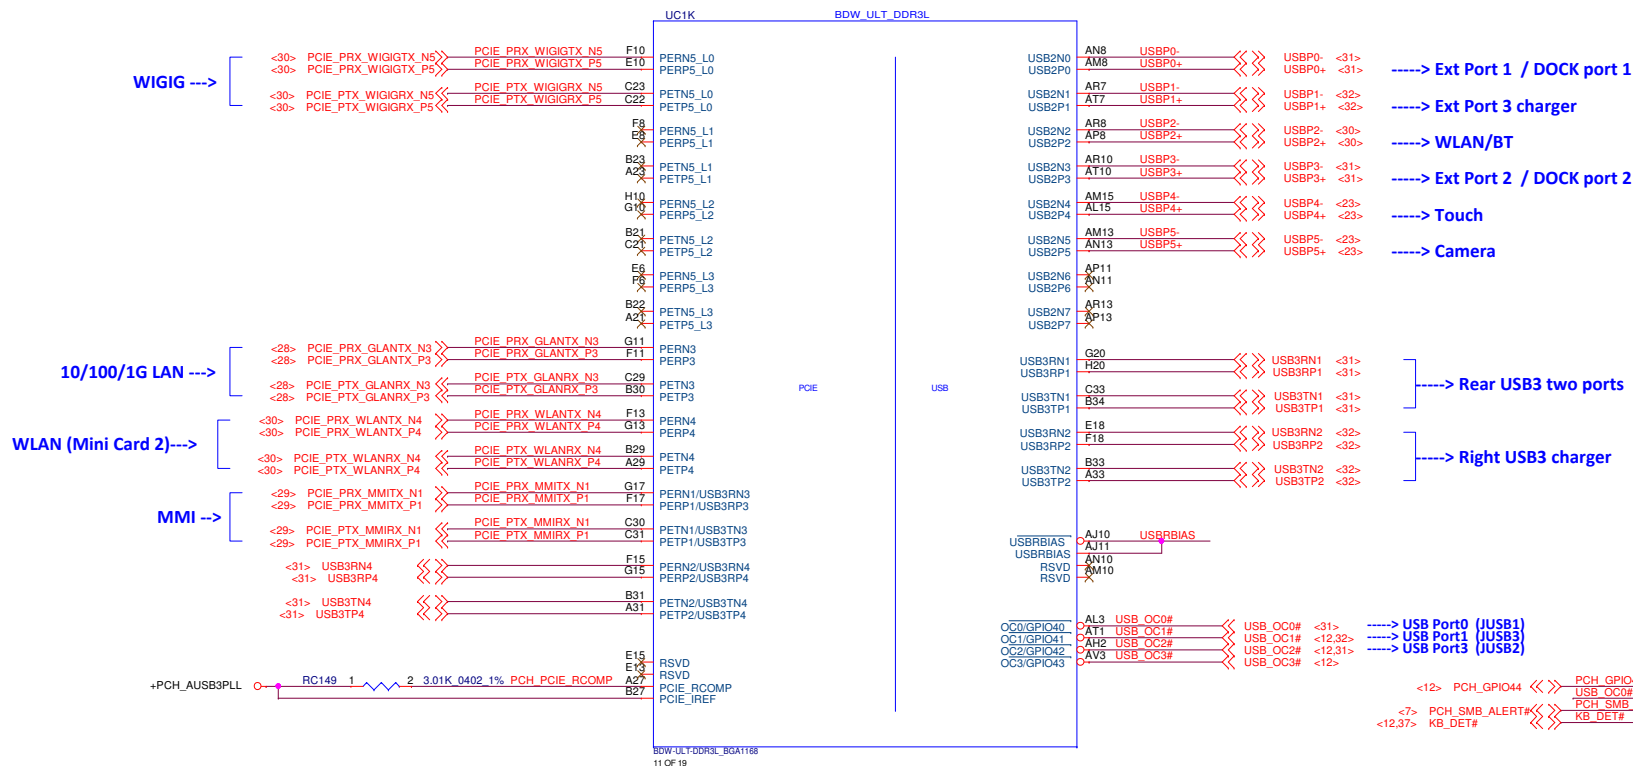 UC1K
BDW_ULT_DDR3L
WIGIG --->
<30> PCIE_PRX_WIGIGTX_N5 PCIE_PRX_WIGIGTX_N5 F10 PERN5_L0
<30> PCIE_PRX_WIGIGTX_P5 PCIE_PRX_WIGIGTX_P5 E10 PERP5_L0
<30> PCIE_PTX_WIGIGRX_N5 PCIE_PTX_WIGIGRX_N5 C23 PETN5_L0
<30> PCIE_PTX_WIGIGRX_P5 PCIE_PTX_WIGIGRX_P5 C22 PETP5_L0
F8 PERN5_L1
E8 PERP5_L1
B23 PETN5_L1
A23 PETP5_L1
H10 PERN5_L2
G10 PERP5_L2
B21 PETN5_L2
C21 PETP5_L2
E6 PERN5_L3
F6 PERP5_L3
B22 PETN5_L3
A21 PETP5_L3
10/100/1G LAN --->
<28> PCIE_PRX_GLANTX_N3 PCIE_PRX_GLANTX_N3 G11 PERN3
<28> PCIE_PRX_GLANTX_P3 PCIE_PRX_GLANTX_P3 F11 PERP3
<28> PCIE_PTX_GLANRX_N3 PCIE_PTX_GLANRX_N3 C29 PETN3
<28> PCIE_PTX_GLANRX_P3 PCIE_PTX_GLANRX_P3 B30 PETP3
WLAN (Mini Card 2)--->
<30> PCIE_PRX_WLANTX_N4 PCIE_PRX_WLANTX_N4 F13 PERN4
<30> PCIE_PRX_WLANTX_P4 PCIE_PRX_WLANTX_P4 G13 PERP4
<30> PCIE_PTX_WLANRX_N4 PCIE_PTX_WLANRX_N4 B29 PETN4
<30> PCIE_PTX_WLANRX_P4 PCIE_PTX_WLANRX_P4 A29 PETP4
MMI -->
<29> PCIE_PRX_MMITX_N1 PCIE_PRX_MMITX_N1 G17 PERN1/USB3RN3
<29> PCIE_PRX_MMITX_P1 PCIE_PRX_MMITX_P1 F17 PERP1/USB3RP3
<29> PCIE_PTX_MMIRX_N1 PCIE_PTX_MMIRX_N1 C30 PETN1/USB3TN3
<29> PCIE_PTX_MMIRX_P1 PCIE_PTX_MMIRX_P1 C31 PETP1/USB3TP3
<31> USB3RN4 F15 PERN2/USB3RN4
<31> USB3RP4 G15 PERP2/USB3RP4
<31> USB3TN4 B31 PETN2/USB3TN4
<31> USB3TP4 A31 PETP2/USB3TP4
E15 RSVD
E13 RSVD
+PCH_AUSB3PLL RC149 1 2 3.01K_0402_1% PCH_PCIE_RCOMP A27 PCIE_RCOMP
B27 PCIE_IREF
PCIE
USB
USB2N0 AN8 USBP0- USBP0- <31>
USB2P0 AM8 USBP0+ USBP0+ <31>
-----> Ext Port 1 / DOCK port 1
USB2N1 AR7 USBP1- USBP1- <32>
USB2P1 AT7 USBP1+ USBP1+ <32>
-----> Ext Port 3 charger
USB2N2 AR8 USBP2- USBP2- <30>
USB2P2 AP8 USBP2+ USBP2+ <30>
-----> WLAN/BT
USB2N3 AR10 USBP3- USBP3- <31>
USB2P3 AT10 USBP3+ USBP3+ <31>
-----> Ext Port 2 / DOCK port 2
USB2N4 AM15 USBP4- USBP4- <23>
USB2P4 AL15 USBP4+ USBP4+ <23>
-----> Touch
USB2N5 AM13 USBP5- USBP5- <23>
USB2P5 AN13 USBP5+ USBP5+ <23>
-----> Camera
USB2N6 AP11
USB2P6 AN11
USB2N7 AR13
USB2P7 AP13
USB3RN1 G20 USB3RN1 <31>
USB3RP1 H20 USB3RP1 <31>
USB3TN1 C33 USB3TN1 <31>
USB3TP1 B34 USB3TP1 <31>
-----> Rear USB3 two ports
USB3RN2 E18 USB3RN2 <32>
USB3RP2 F18 USB3RP2 <32>
USB3TN2 B33 USB3TN2 <32>
USB3TP2 A33 USB3TP2 <32>
-----> Right USB3 charger
USBRBIAS AJ10 USBRBIAS
USBRBIAS AJ11
RSVD AN10
RSVD AM10
OC0/GPIO40 AL3 USB_OC0# USB_OC0# <31> -----> USB Port0 (JUSB1)
OC1/GPIO41 AT1 USB_OC1# USB_OC1# <12,32> -----> USB Port1 (JUSB3)
OC2/GPIO42 AH2 USB_OC2# USB_OC2# <12,31> -----> USB Port3 (JUSB2)
OC3/GPIO43 AV3 USB_OC3# USB_OC3# <12>
<12> PCH_GPIO44 PCH_GPIO4
USB_OC0#
<7> PCH_SMB_ALERT# PCH_SMB_
<12,37> KB_DET# KB_DET#
BDW-ULT-DDR3L_BGA1168
11 OF 19